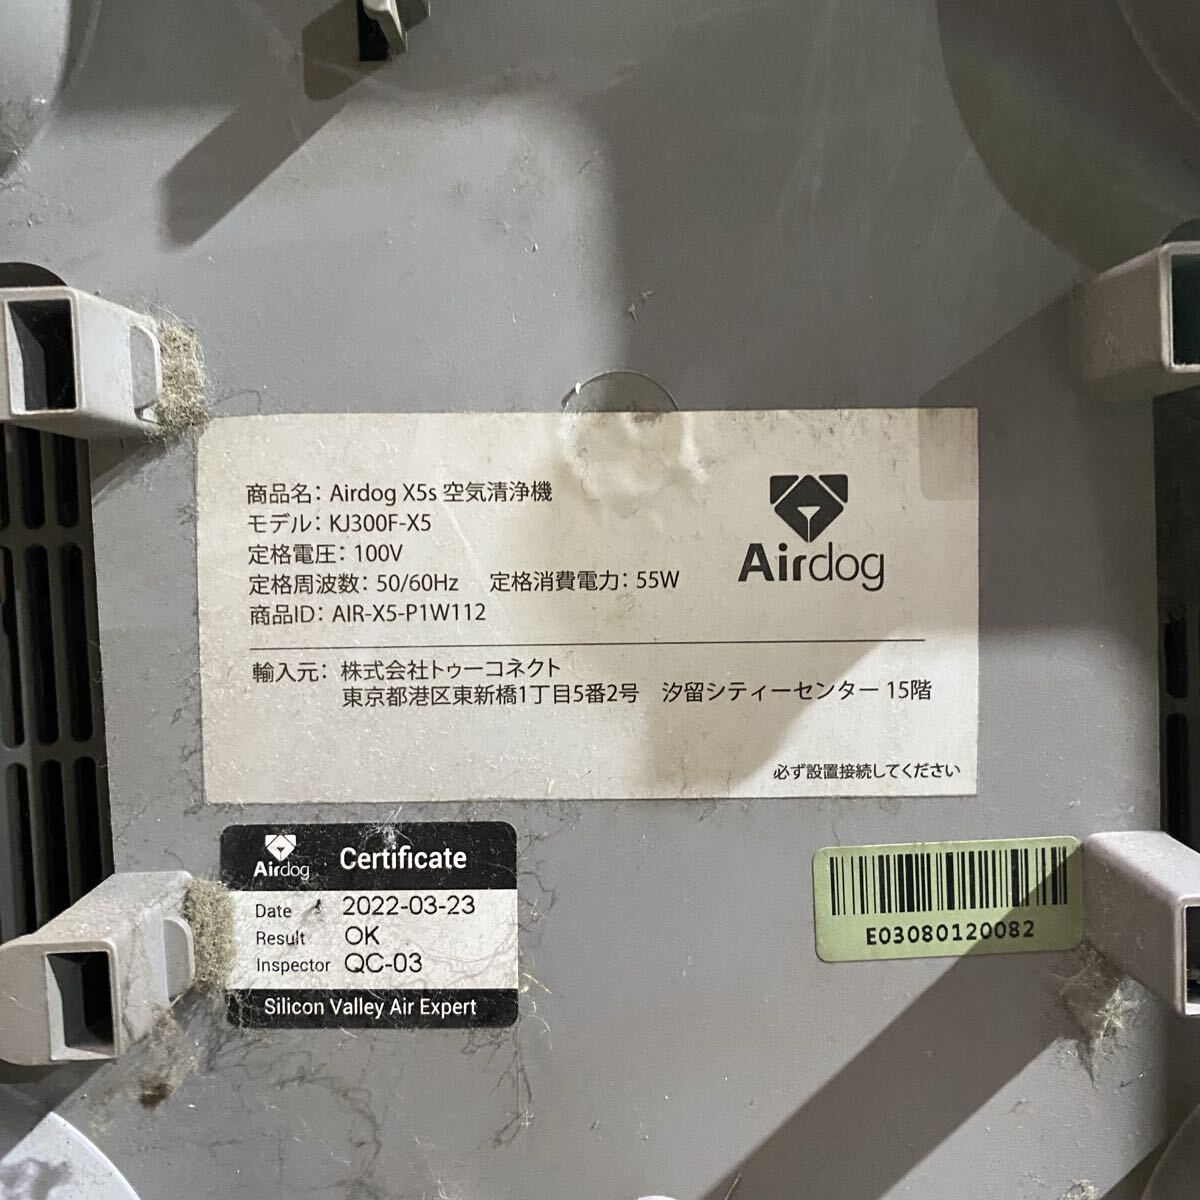 商品名: Airdog X5s 空気清浄機
モデル: KJ300F-X5
定格電圧: 100V
定格周波数: 50/60Hz 定格消費電力: 55W
商品ID: AIR-X5-P1W112
Airdog
輸入元: 株式会社トゥーコネクト
東京都港区東新橋1丁目5番2号 汐留シティーセンター 15階
必ず設置接続してください
Airdog Certificate
Date 2022-03-23
Result OK
Inspector QC-03
Silicon Valley Air Expert
E03080120082